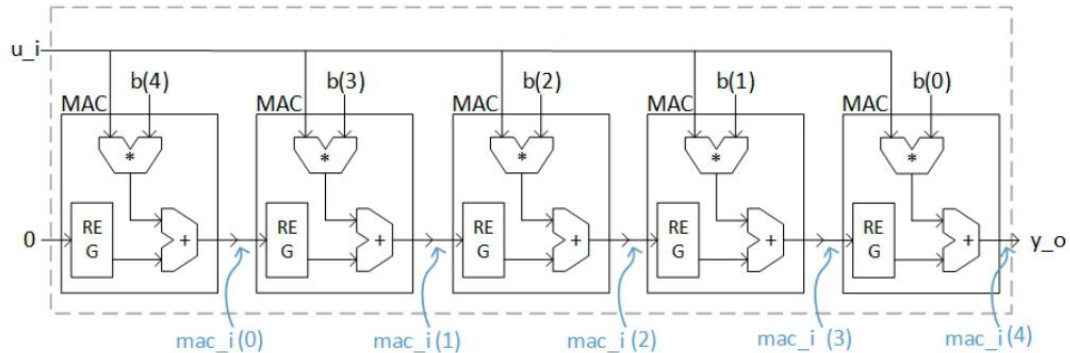 u_i
b(4) b(3) b(2) b(1) b(0)
MAC MAC MAC MAC MAC
* * * * *
RE RE RE RE RE
G G G G G
+ + + + +
0 y_o
mac_i(0) mac_i(1) mac_i(2) mac_i(3) mac_i(4)